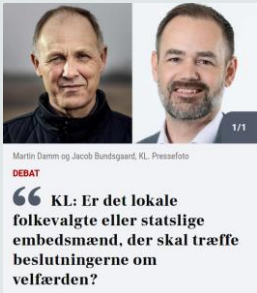 1/1
Martin Damm og Jacob Bundsgaard, KL. Pressefoto
DEBAT
“ KL: Er det lokale
folkevalgte eller statslige
embedsmænd, der skal træffe
beslutningerne om
velfærden?